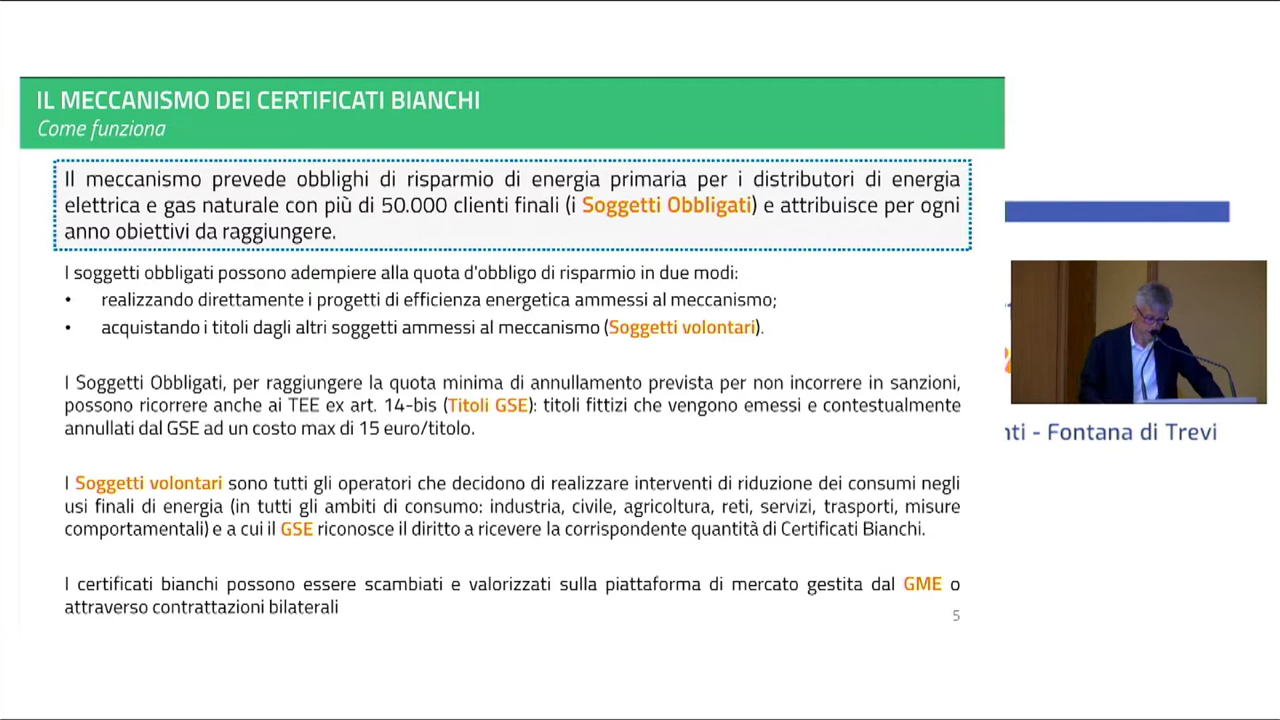 IL MECCANISMO DEI CERTIFICATI BIANCHI
Come funziona
Il meccanismo prevede obblighi di risparmio di energia primaria per i distributori di energia
elettrica e gas naturale con più di 50.000 clienti finali (i Soggetti Obbligati) e attribuisce per ogni
anno obiettivi da raggiungere.
I soggetti obbligati possono adempiere alla quota d'obbligo di risparmio in due modi:
• realizzando direttamente i progetti di efficienza energetica ammessi al meccanismo;
• acquistando i titoli dagli altri soggetti ammessi al meccanismo (Soggetti volontari).
I Soggetti Obbligati, per raggiungere la quota minima di annullamento prevista per non incorrere in sanzioni,
possono ricorrere anche ai TEE ex art. 14-bis (Titoli GSE): titoli fittizi che vengono emessi e contestualmente
annullati dal GSE ad un costo max di 15 euro/titolo.
I Soggetti volontari sono tutti gli operatori che decidono di realizzare interventi di riduzione dei consumi negli
usi finali di energia (in tutti gli ambiti di consumo: industria, civile, agricoltura, reti, servizi, trasporti, misure
comportamentali) e a cui il GSE riconosce il diritto a ricevere la corrispondente quantità di Certificati Bianchi.
I certificati bianchi possono essere scambiati e valorizzati sulla piattaforma di mercato gestita dal GME o
attraverso contrattazioni bilaterali
5
nti - Fontana di Trevi